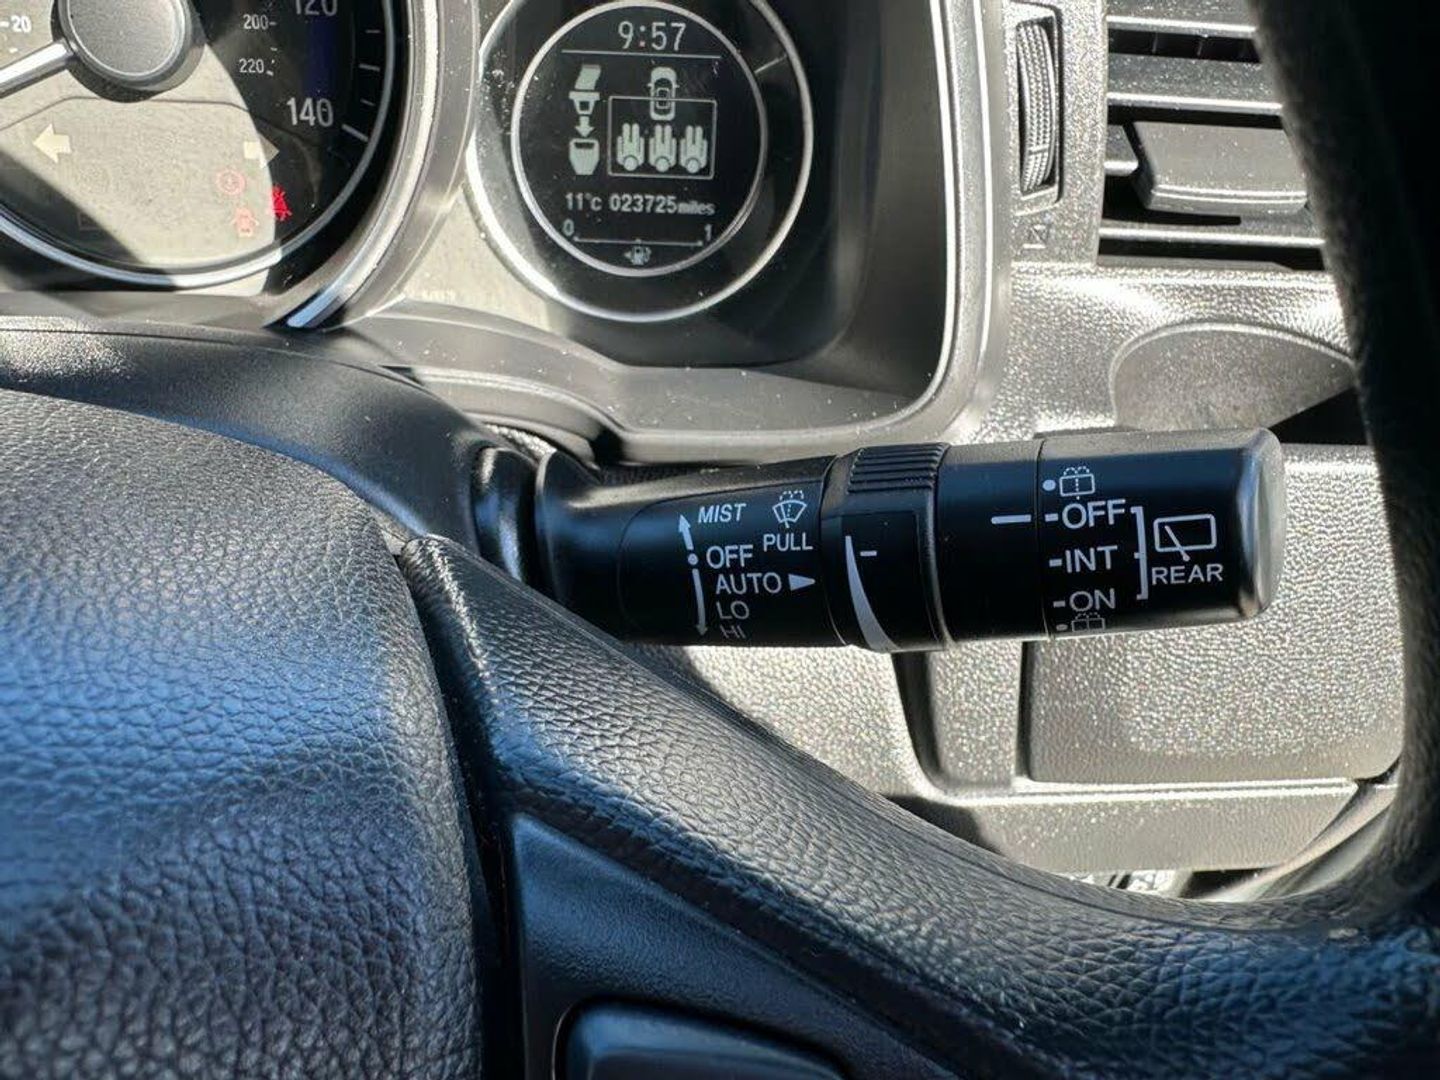 20
200
220
120
140
9:57
11°c 023725miles
0 1
MIST
PULL
OFF
AUTO
LO
HI
OFF
INT
ON
REAR